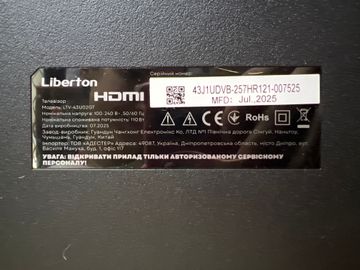 Liberton
HDMI
Серійний номер:
43J1UDVB-257HR121-007525
MFD: Jul.,2025
Телевізор
Модель: LTV-43U02GT
Номінальна напруга: 100-240 В~, 50/60 Гц
Номінальна споживана потужність: 110 Вт
Дата виробництва: 07.2025
Завод-виробник: Гуандун Чангхонг Електронікс Ко, ЛТД №1 Північна дорога Сінгуй, Наньтоу,
Чжуншань, Гуандун, Китай
Імпортер: ТОВ «АДЕСТЕР» Адреса: 49087, Україна, Дніпропетровська область, місто Дніпро, вул.
Василе Макуха, буд. 1, офіс 117
УВАГА: ВІДКРИВАТИ ПРИЛАД ТІЛЬКИ АВТОРИЗОВАНОМУ СЕРВІСНОМУ
ПЕРСОНАЛУ!